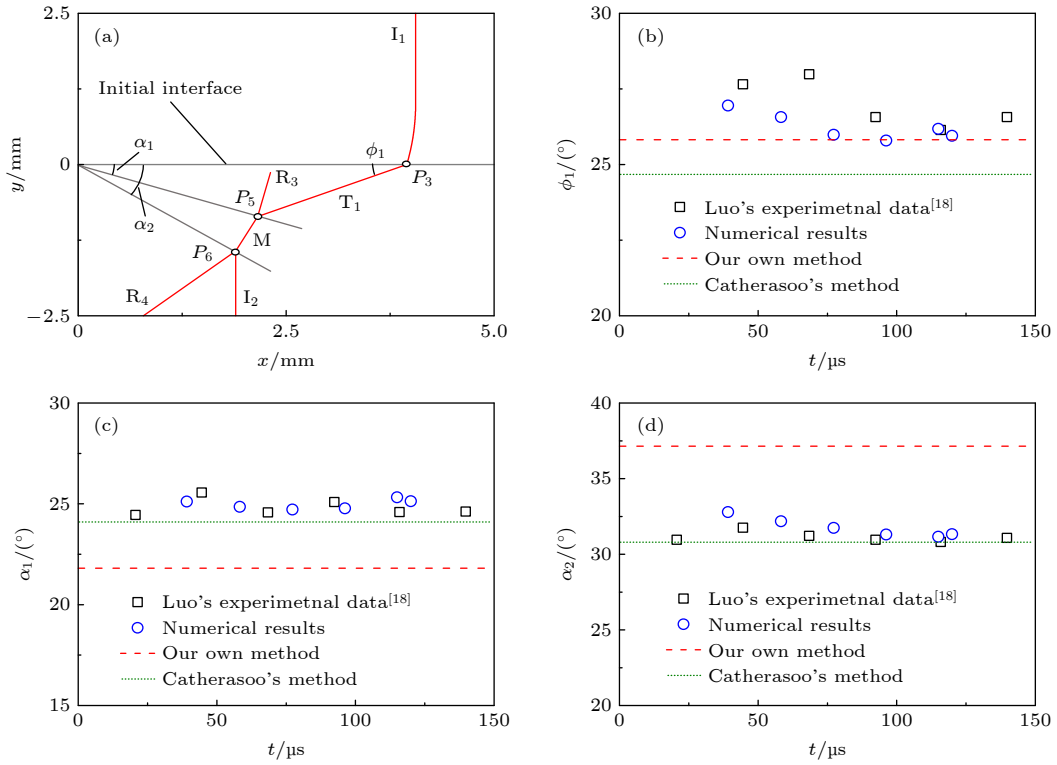 (a)
2.5
0
−2.5
y/mm
0
2.5
5.0
x/mm
Initial interface
I₁
α₁
α₂
ϕ₁
P₃
P₅
R₃
T₁
M
P₆
R₄
I₂
(b)
30
25
20
ϕ₁/(°)
0
50
100
150
t/µs
Luo's experimetnal data[18]
Numerical results
Our own method
Catherasoo's method
(c)
30
25
20
15
α₁/(°)
0
50
100
150
t/µs
Luo's experimetnal data[18]
Numerical results
Our own method
Catherasoo's method
(d)
40
35
30
25
20
α₂/(°)
0
50
100
150
t/µs
Luo's experimetnal data[18]
Numerical results
Our own method
Catherasoo's method